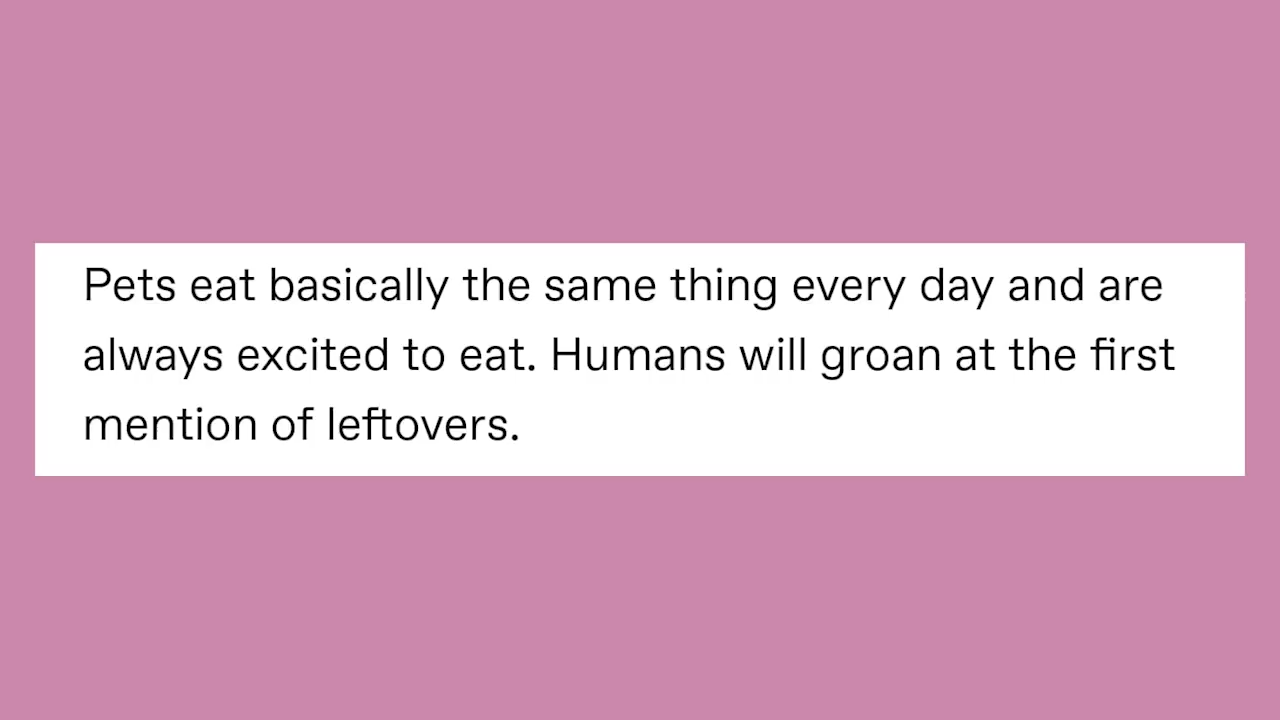 Pets eat basically the same thing every day and are
always excited to eat. Humans will groan at the first
mention of leftovers.